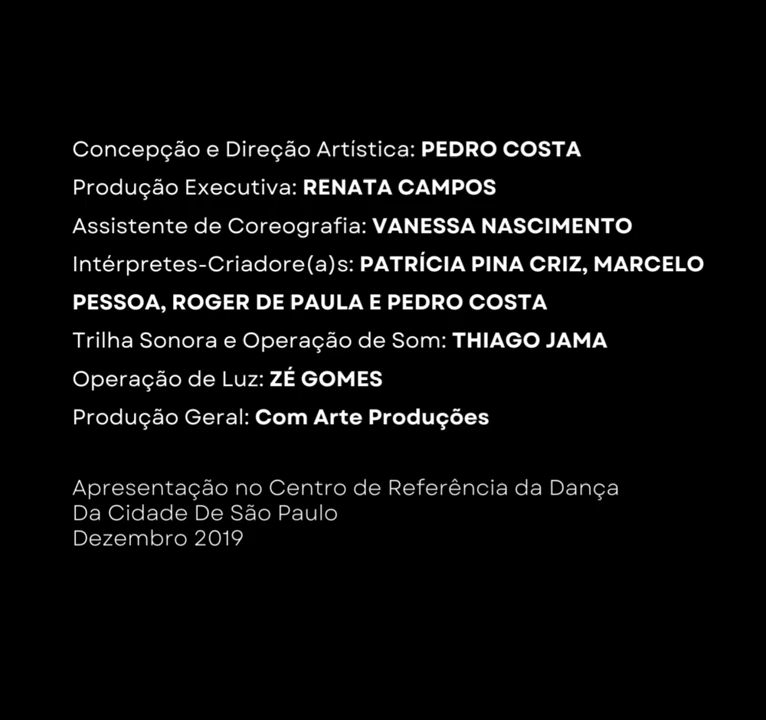 Concepção e Direção Artística: PEDRO COSTA
Produção Executiva: RENATA CAMPOS
Assistente de Coreografia: VANESSA NASCIMENTO
Intérpretes-Criadore(a)s: PATRÍCIA PINA CRIZ, MARCELO
PESSOA, ROGER DE PAULA E PEDRO COSTA
Trilha Sonora e Operação de Som: THIAGO JAMA
Operação de Luz: ZÉ GOMES
Produção Geral: Com Arte Produções
Apresentação no Centro de Referência da Dança
Da Cidade De São Paulo
Dezembro 2019